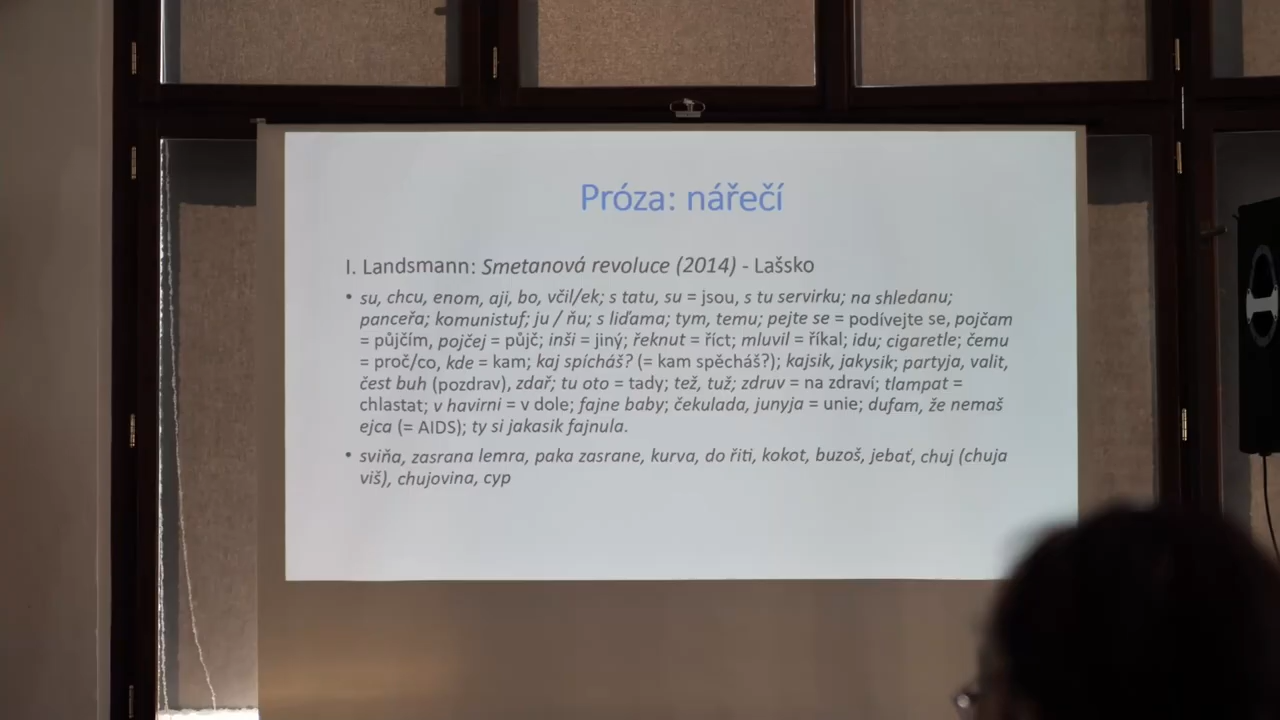 Próza: nářečí
I. Landsmann: Smetanová revoluce (2014) - Lašsko
• su, chcu, enom, aji, bo, včil/ek; s tatu, su = jsou, s tu servirku; na shledanu;
panceřa; komunistuf; ju / ňu; s liďama; tym, temu; pejte se = podívejte se, pojčam
= půjčím, pojčej = půjč; inši = jiný; řeknut = říct; mluvil = říkal; idu; cigaretle; čemu
= proč/co, kde = kam; kaj spícháš? (= kam spěcháš?); kajsik, jakysik; partyja, valit,
čest buh (pozdrav), zdař; tu oto = tady; tež, tuž; zdruv = na zdraví; tlampat =
chlastat; v havirni = v dole; fajne baby; čekulada, junyja = unie; dufam, že nemaš
ejca (= AIDS); ty si jakasik fajnula.
• sviňa, zasrana lemra, paka zasrane, kurva, do řiti, kokot, buzoš, jebať, chuj (chuja
viš), chujovina, cyp